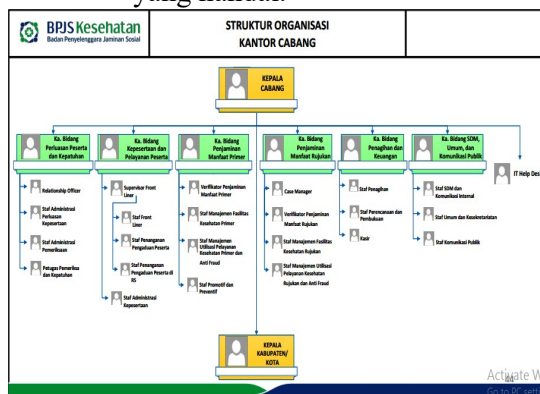 yang handal.
BPJS Kesehatan
Badan Penyelenggara Jaminan Sosial
STRUKTUR ORGANISASI
KANTOR CABANG
KEPALA
CABANG
Ka. Bidang
Perluasan Peserta
dan Kepatuhan
Relationship Officer
Staf Administrasi
Perluasan
Kepesertaan
Staf Administrasi
Pemeriksaan
Petugas Pemeriksa
dan Kepatuhan
Ka. Bidang
Kepesertaan dan
Pelayanan Peserta
Supervisor Front
Liner
Staf Front
Liner
Staf Penanganan
Pengaduan Peserta
Staf Penanganan
Pengaduan Peserta di
RS
Staf Administrasi
Kepesertaan
Ka. Bidang
Penjaminan
Manfaat Primer
Verifikator Penjaminan
Manfaat Primer
Staf Manajemen Fasilitas
Kesehatan Primer
Staf Manajemen
Utilisasi Pelayanan
Kesehatan Primer dan
Anti Fraud
Staf Promotif dan
Preventif
Ka. Bidang
Penjaminan
Manfaat Rujukan
Case Manager
Verifikator Penjaminan
Manfaat Rujukan
Staf Manajemen Fasilitas
Kesehatan Rujukan
Staf Manajemen Utilisasi
Pelayanan Kesehatan
Rujukan dan Anti Fraud
Ka. Bidang
Penagihan dan
Keuangan
Staf Penagihan
Staf Perencanaan dan
Pembukuan
Kasir
Ka. Bidang SDM,
Umum, dan
Komunikasi Publik
Staf SDM dan
Komunikasi Internal
Staf Umum dan Kesekretariatan
Staf Komunikasi Publik
IT Help Des
KEPALA
KABUPATEN/
KOTA
Activate W
Go to PC sett